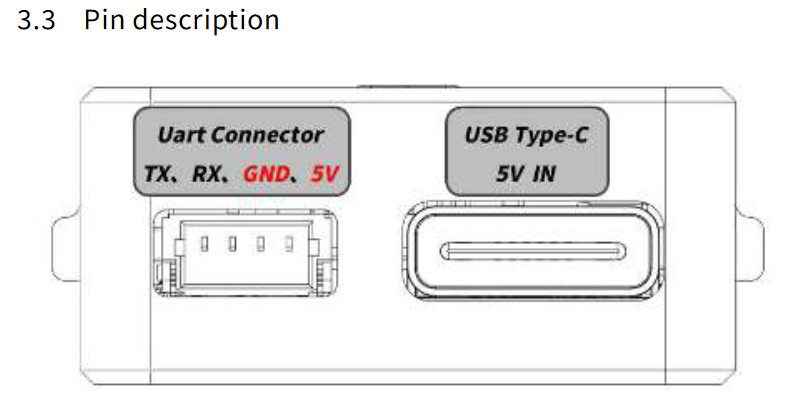 3.3 Pin description
Uart Connector
TX、RX、GND、5V
USB Type-C
5V IN